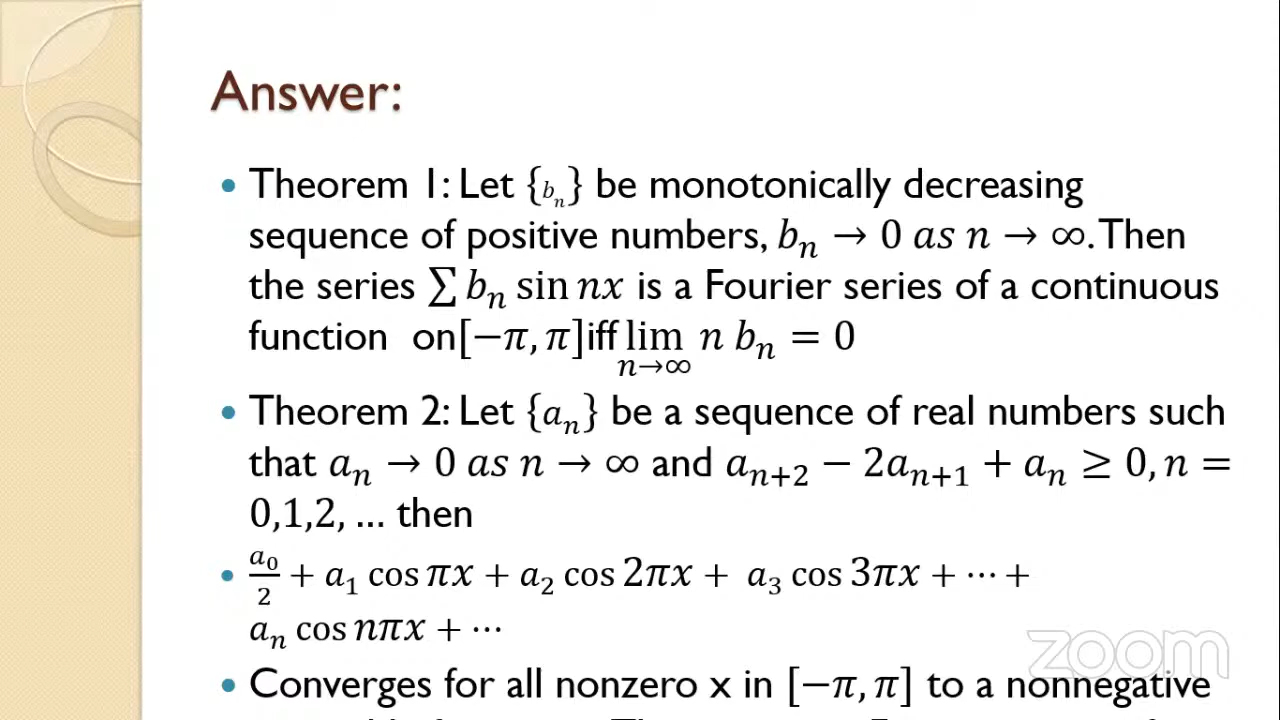 Answer:
• Theorem 1: Let {b_n} be monotonically decreasing
sequence of positive numbers, b_n → 0 as n → ∞. Then
the series ∑ b_n sin nx is a Fourier series of a continuous
function on[−π, π]iff lim_{n→∞} n b_n = 0
• Theorem 2: Let {a_n} be a sequence of real numbers such
that a_n → 0 as n → ∞ and a_{n+2} − 2a_{n+1} + a_n ≥ 0, n =
0,1,2, … then
• a_0/2 + a_1 cos πx + a_2 cos 2πx + a_3 cos 3πx + ⋯ +
a_n cos nπx + ⋯
• Converges for all nonzero x in [−π, π] to a nonnegative
zoom